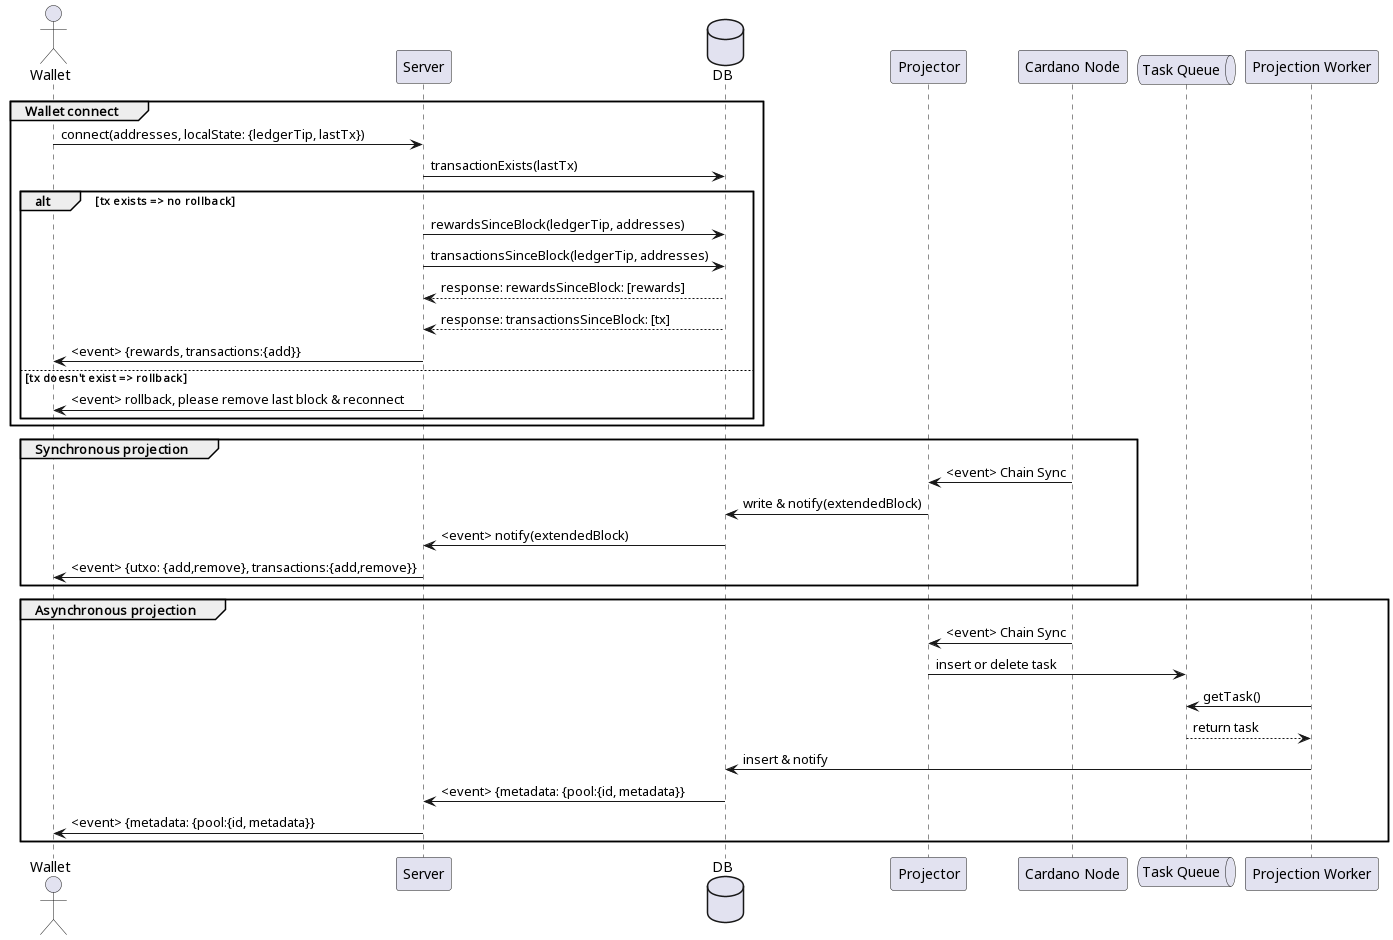 Wallet
Server
DB
Projector
Cardano Node
Task Queue
Projection Worker
Wallet connect
connect(addresses, localState: {ledgerTip, lastTx})
transactionExists(lastTx)
alt [tx exists => no rollback]
rewardsSinceBlock(ledgerTip, addresses)
transactionsSinceBlock(ledgerTip, addresses)
response: rewardsSinceBlock: [rewards]
response: transactionsSinceBlock: [tx]
<event> {rewards, transactions:{add}}
[tx doesn't exist => rollback]
<event> rollback, please remove last block & reconnect
Synchronous projection
<event> Chain Sync
write & notify(extendedBlock)
<event> notify(extendedBlock)
<event> {utxo: {add,remove}, transactions:{add,remove}}
Asynchronous projection
<event> Chain Sync
insert or delete task
getTask()
return task
insert & notify
<event> {metadata: {pool:{id, metadata}}
<event> {metadata: {pool:{id, metadata}}
Wallet
Server
DB
Projector
Cardano Node
Task Queue
Projection Worker